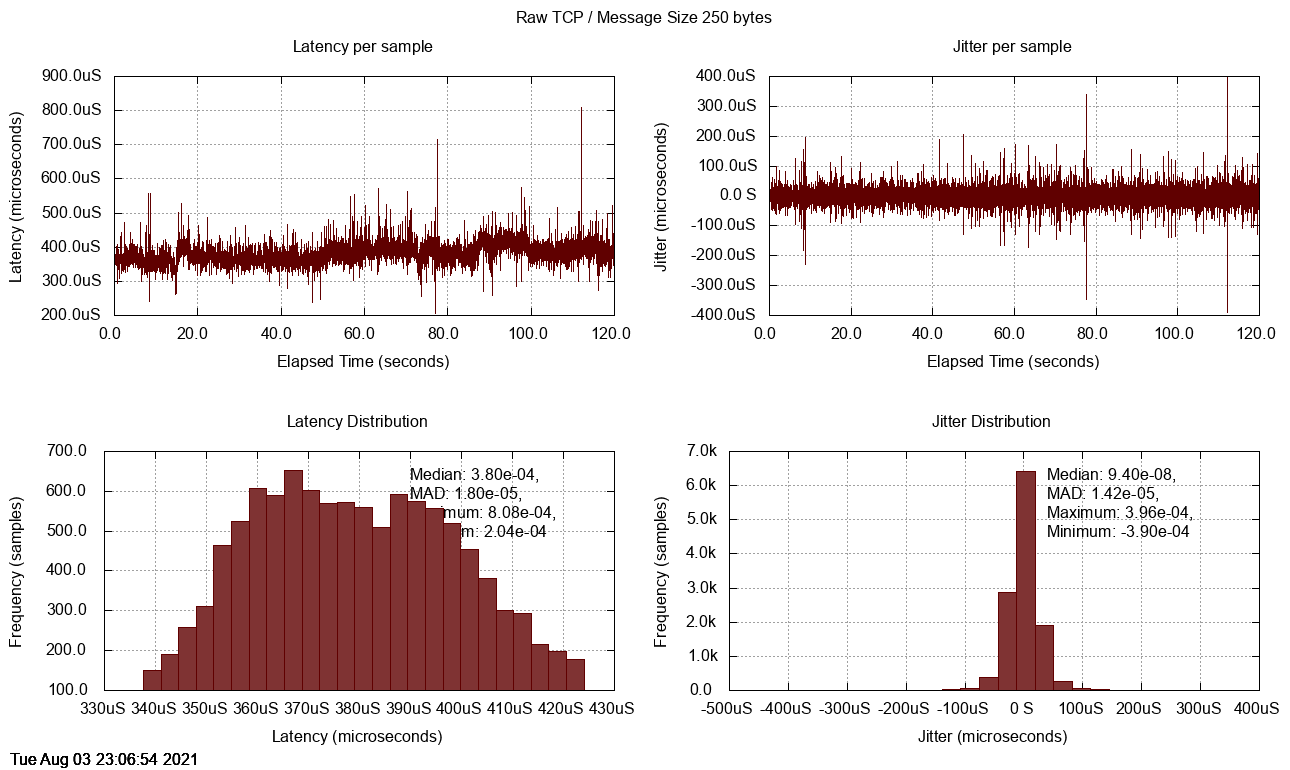 Raw TCP / Message Size 250 bytes
Latency per sample
Jitter per sample
900.0uS
800.0uS
700.0uS
600.0uS
500.0uS
400.0uS
300.0uS
200.0uS
Latency (microseconds)
0.0 20.0 40.0 60.0 80.0 100.0 120.0
Elapsed Time (seconds)
400.0uS
300.0uS
200.0uS
100.0uS
0.0 S
-100.0uS
-200.0uS
-300.0uS
-400.0uS
Jitter (microseconds)
0.0 20.0 40.0 60.0 80.0 100.0 120.0
Elapsed Time (seconds)
Latency Distribution
700.0
600.0
500.0
400.0
300.0
200.0
100.0
Frequency (samples)
Median: 3.80e-04,
MAD: 1.80e-05,
imum: 8.08e-04,
m: 2.04e-04
330uS 340uS 350uS 360uS 370uS 380uS 390uS 400uS 410uS 420uS 430uS
Latency (microseconds)
Jitter Distribution
7.0k
6.0k
5.0k
4.0k
3.0k
2.0k
1.0k
0.0
Frequency (samples)
Median: 9.40e-08,
MAD: 1.42e-05,
Maximum: 3.96e-04,
Minimum: -3.90e-04
-500uS -400uS -300uS -200uS -100uS 0 S 100uS 200uS 300uS 400uS
Jitter (microseconds)
Tue Aug 03 23:06:54 2021